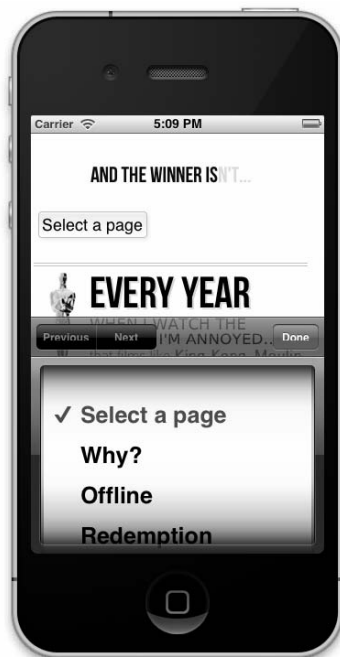 Carrier
5:09 PM
AND THE WINNER ISN'T...
Select a page
EVERY YEAR
WHEN I WATCH THE
I'M ANNOYED...
that films like King Kong, Moulin
Previous
Next
Done
✓ Select a page
Why?
Offline
Redemption